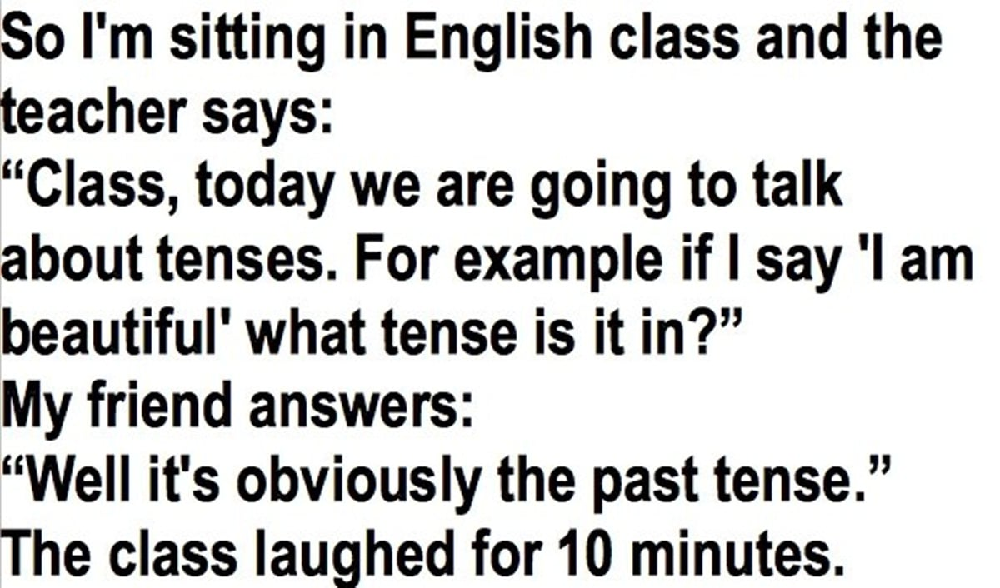 So I'm sitting in English class and the
teacher says:
“Class, today we are going to talk
about tenses. For example if I say 'I am
beautiful' what tense is it in?”
My friend answers:
“Well it's obviously the past tense.”
The class laughed for 10 minutes.